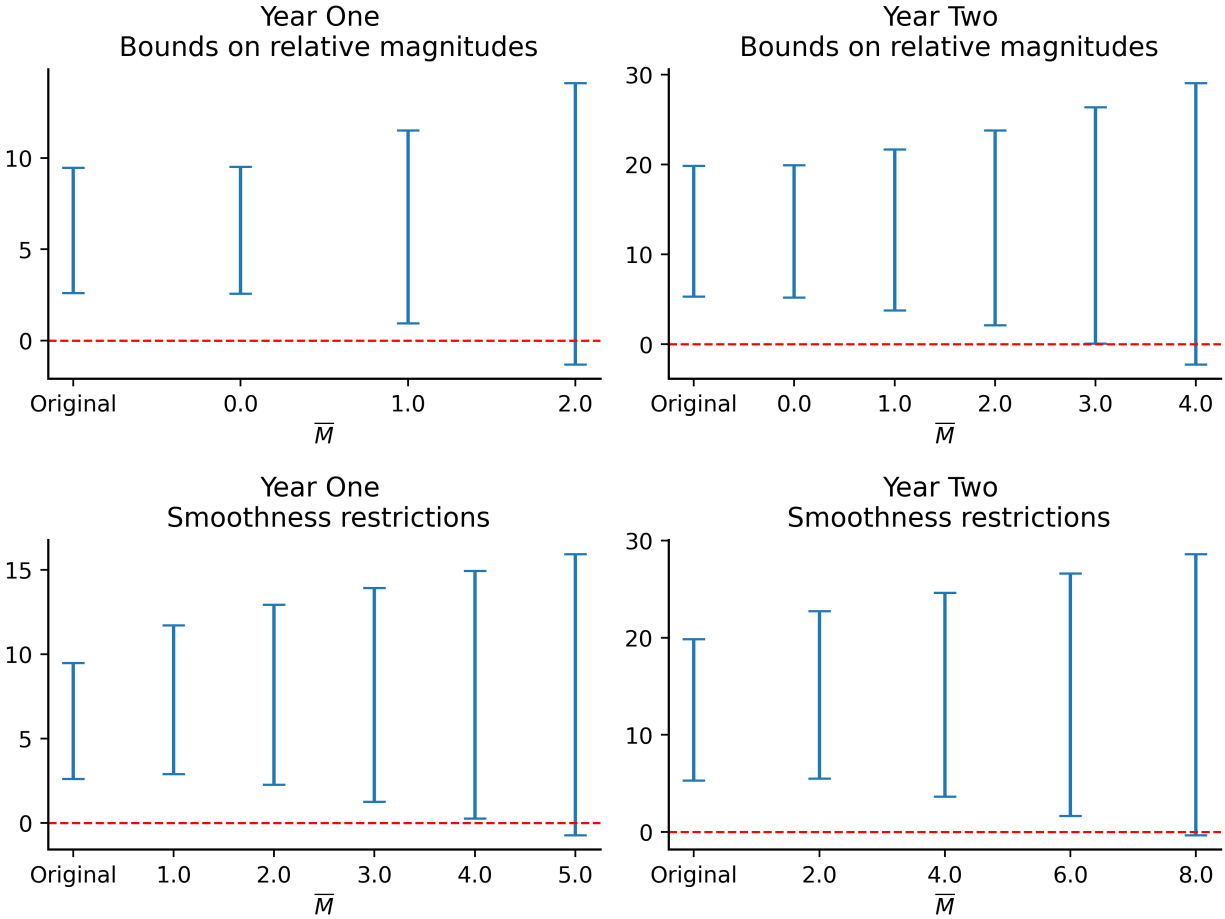 Year One
Bounds on relative magnitudes
10
5
0
Original 0.0 1.0 2.0
M̅
Year Two
Bounds on relative magnitudes
30
20
10
0
Original 0.0 1.0 2.0 3.0 4.0
M̅
Year One
Smoothness restrictions
15
10
5
0
Original 1.0 2.0 3.0 4.0 5.0
M̅
Year Two
Smoothness restrictions
30
20
10
0
Original 2.0 4.0 6.0 8.0
M̅